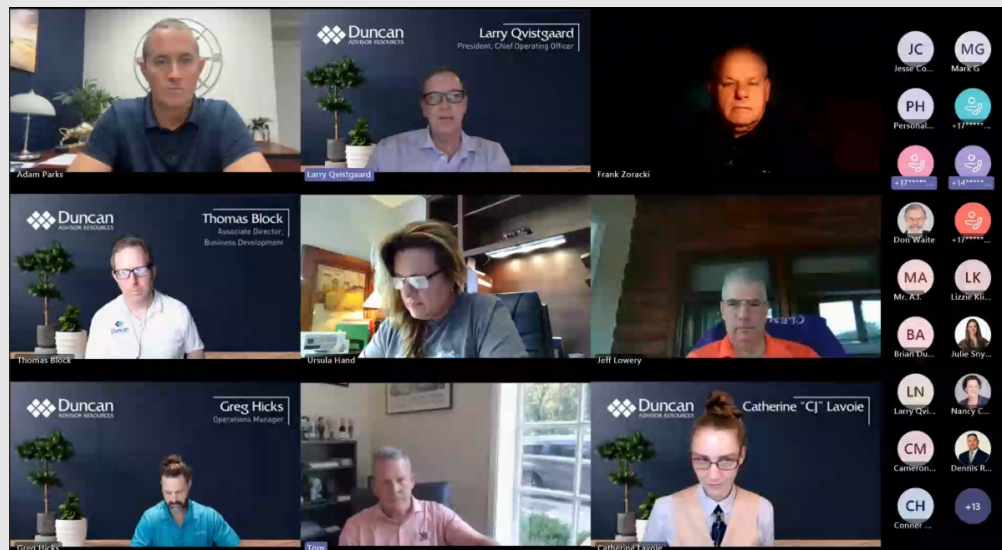 Duncan
ADVISOR RESOURCES
Larry Qvistgaard
President, Chief Operating Officer
Adam Parks
Larry Qvistgaard
Frank Zoracki
JC
Jesse Co...
MG
Mark G
PH
Personal...
+17*****...
+17*****...
+14*****...
Duncan
ADVISOR RESOURCES
Thomas Block
Associate Director,
Business Development
Duncan
Thomas Block
Ursula Hand
Jeff Lowery
Don Waite
+17*****...
MA
Mr. A.I.
LK
Lizzie Kli...
BA
Brian Du...
Julie Sny...
Duncan
ADVISOR RESOURCES
Greg Hicks
Operations Manager
Duncan
ADVISOR RESOURCES
Catherine "CJ" Lavoie
Greg Hicks
Tom
Catherine Lavoie
LN
Larry Qvi...
Nancy C...
CM
Cameron...
Dennis R...
CH
Conner ...
+13